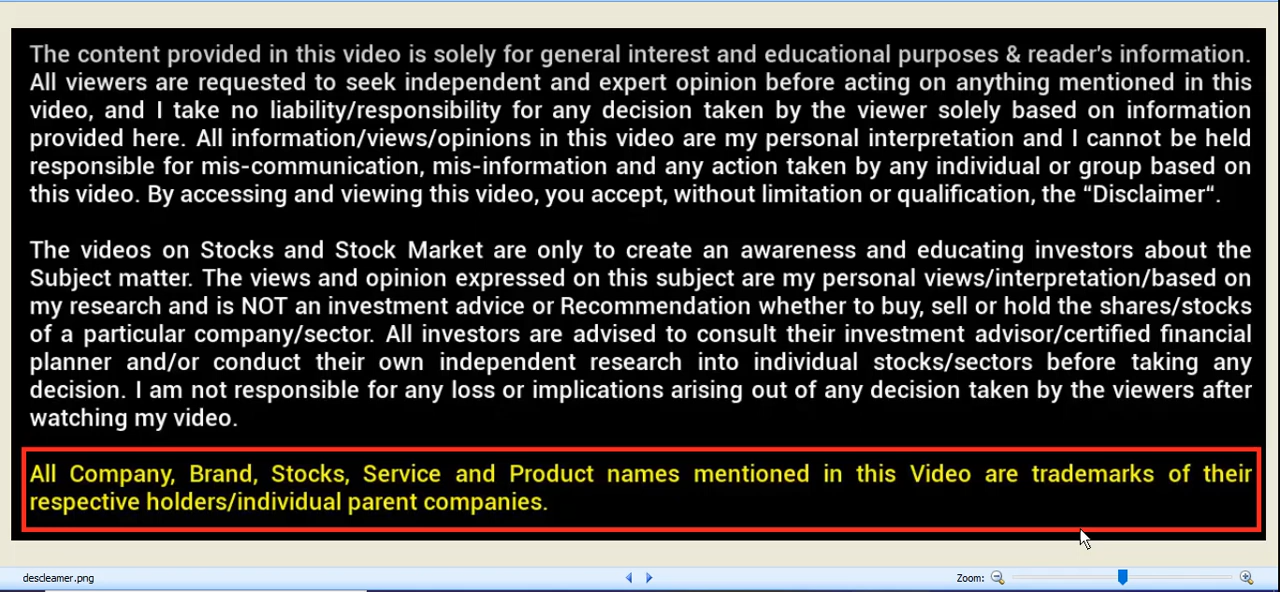 The content provided in this video is solely for general interest and educational purposes & reader's information.
All viewers are requested to seek independent and expert opinion before acting on anything mentioned in this
video, and I take no liability/responsibility for any decision taken by the viewer solely based on information
provided here. All information/views/opinions in this video are my personal interpretation and I cannot be held
responsible for mis-communication, mis-information and any action taken by any individual or group based on
this video. By accessing and viewing this video, you accept, without limitation or qualification, the “Disclaimer“.
The videos on Stocks and Stock Market are only to create an awareness and educating investors about the
Subject matter. The views and opinion expressed on this subject are my personal views/interpretation/based on
my research and is NOT an investment advice or Recommendation whether to buy, sell or hold the shares/stocks
of a particular company/sector. All investors are advised to consult their investment advisor/certified financial
planner and/or conduct their own independent research into individual stocks/sectors before taking any
decision. I am not responsible for any loss or implications arising out of any decision taken by the viewers after
watching my video.
All Company, Brand, Stocks, Service and Product names mentioned in this Video are trademarks of their
respective holders/individual parent companies.
descleamer.png
Zoom: